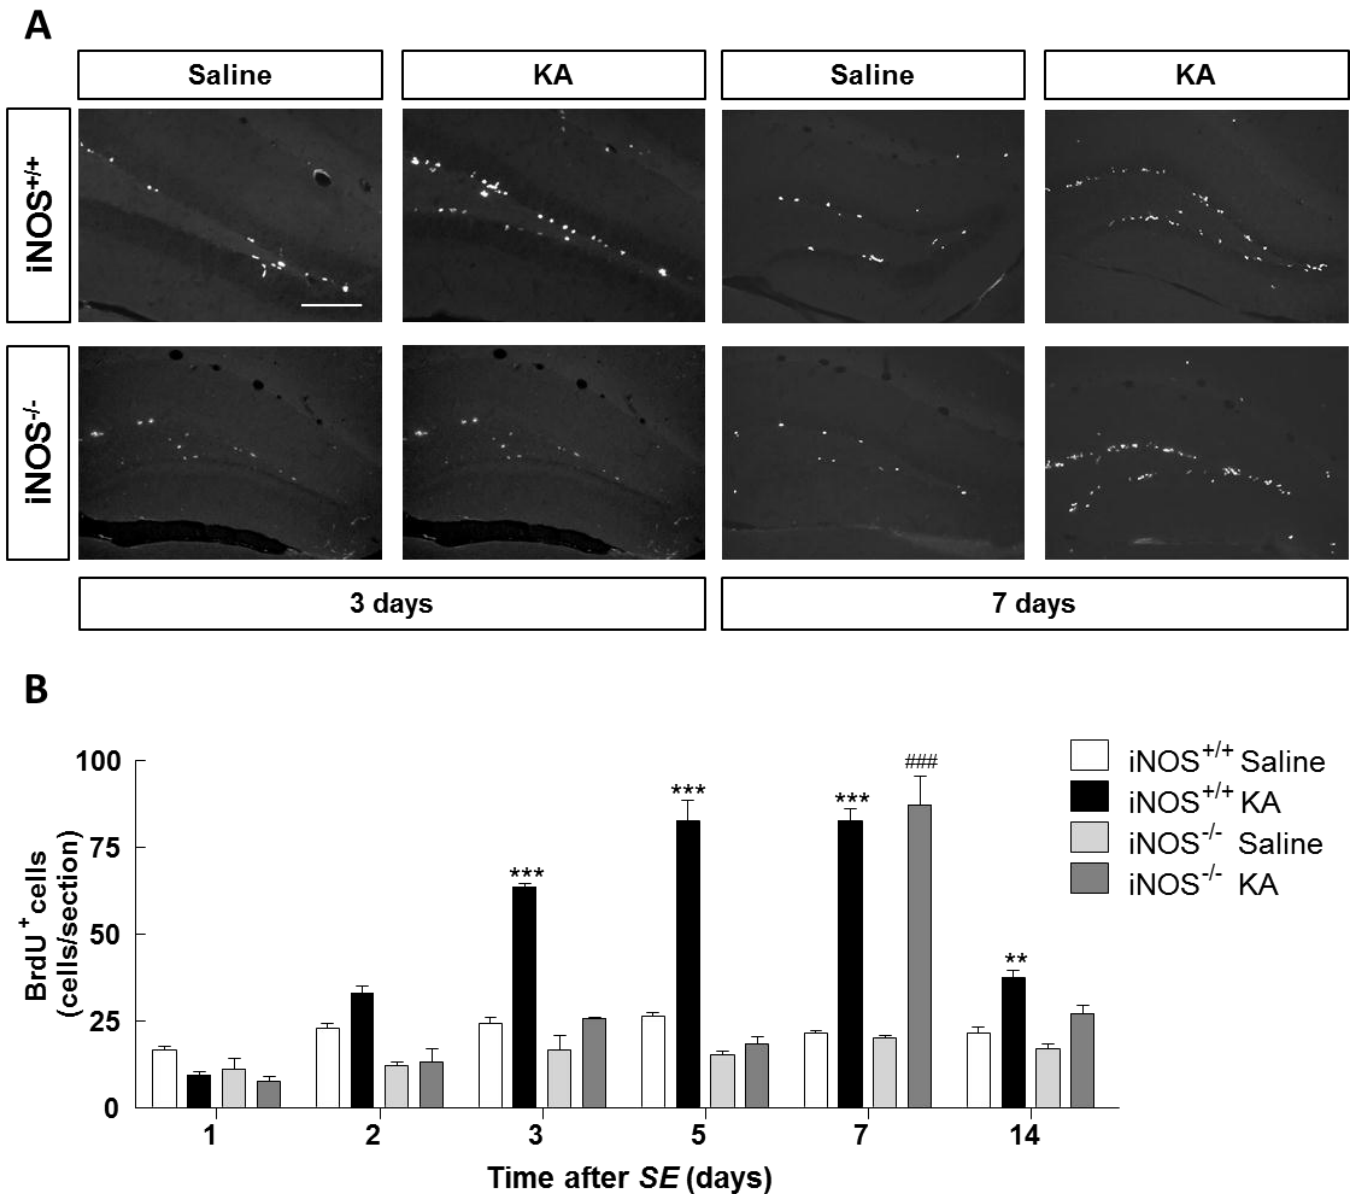 A
Saline KA Saline KA
iNOS+/+
iNOS-/-
3 days 7 days
B
100
75
50
25
0
BrdU+ cells
(cells/section)
***
***
***
###
**
1 2 3 5 7 14
Time after SE (days)
iNOS+/+ Saline
iNOS+/+ KA
iNOS-/- Saline
iNOS-/- KA